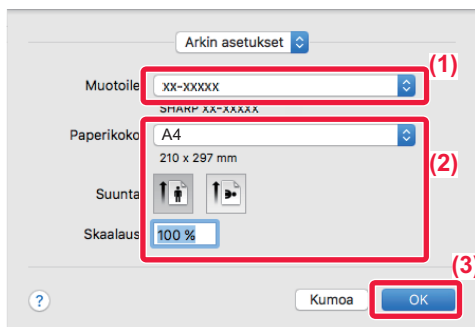 Arkin asetukset
(1)
Muotoile xx-xxxxx
SHARP xx-xxxxx
Paperikoko A4
210 x 297 mm
(2)
Suunta
Skaalaus 100 %
(3)
? Kumoa OK